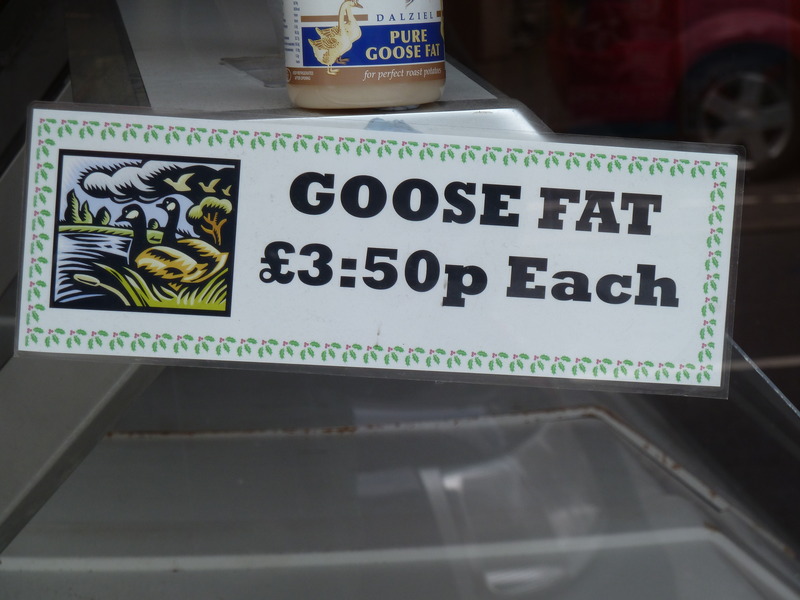 DALZIEL
PURE
GOOSE FAT
for perfect roast potatoes
GOOSE FAT
£3:50p Each